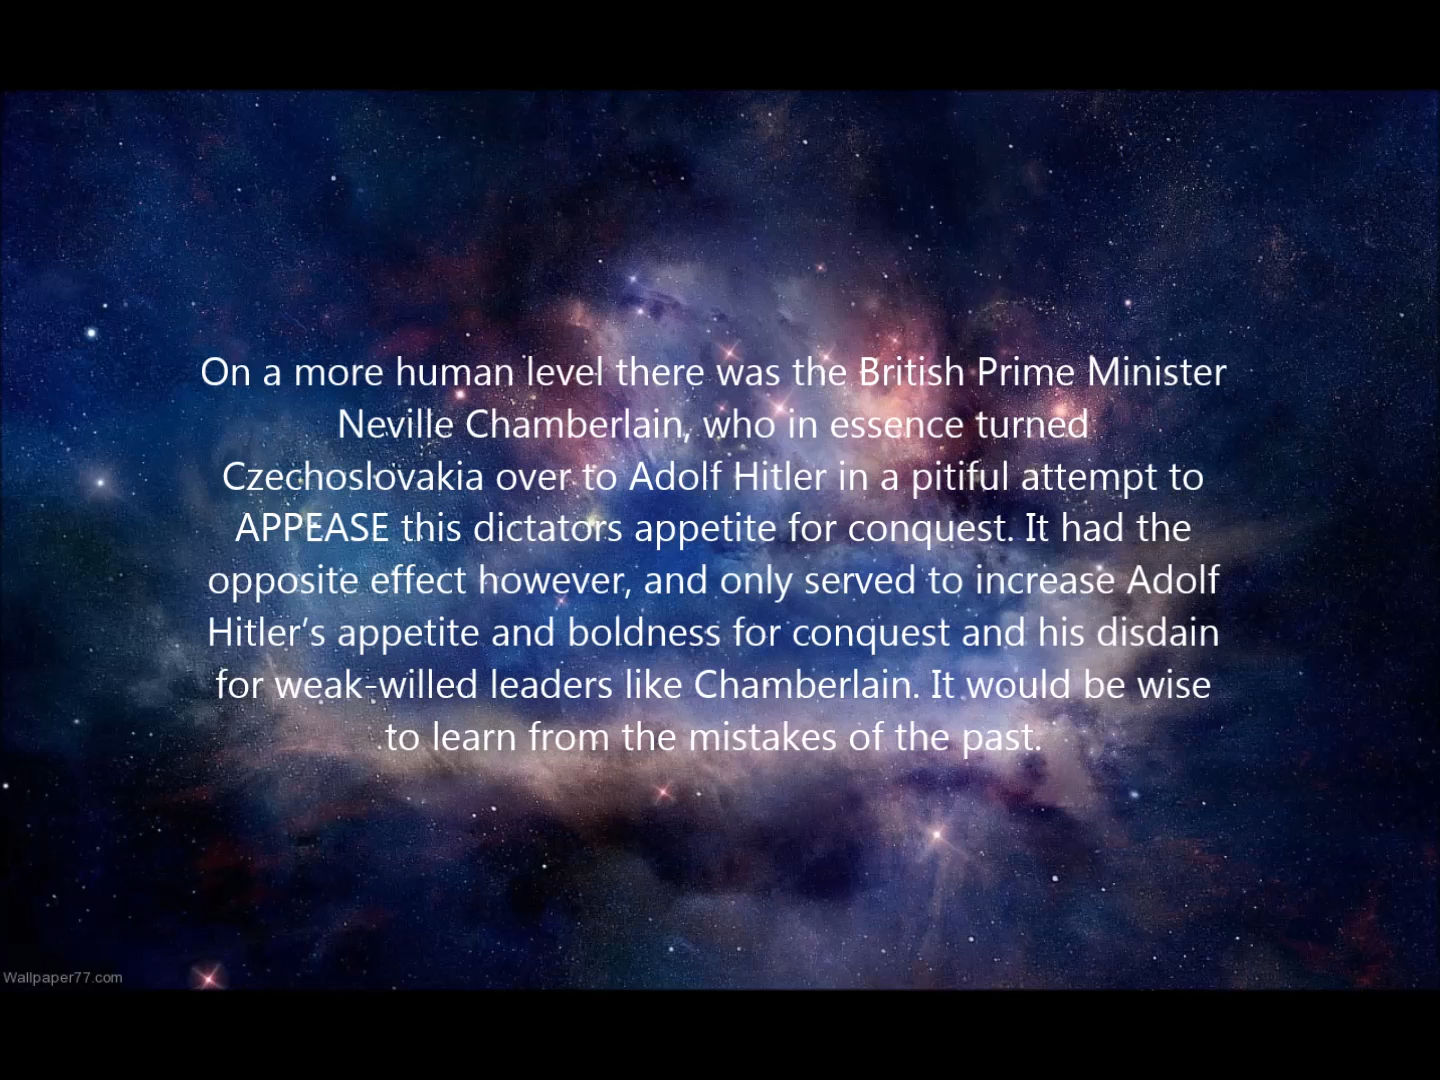 On a more human level there was the British Prime Minister
Neville Chamberlain, who in essence turned
Czechoslovakia over to Adolf Hitler in a pitiful attempt to
APPEASE this dictators appetite for conquest. It had the
opposite effect however, and only served to increase Adolf
Hitler’s appetite and boldness for conquest and his disdain
for weak-willed leaders like Chamberlain. It would be wise
to learn from the mistakes of the past.
Wallpaper77.com